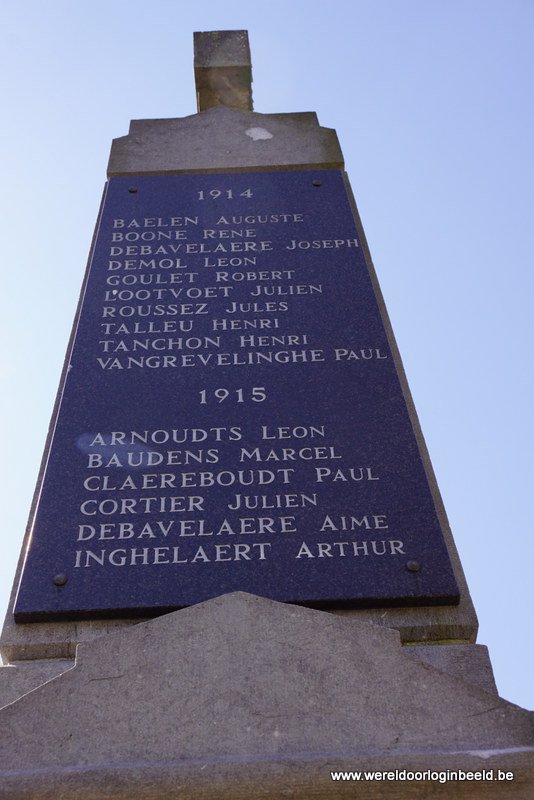 1914
BAELEN AUGUSTE
BOONE RENE
DEBAVELAERE JOSEPH
DEMOL LEON
GOULET ROBERT
L'OOTVOET JULIEN
ROUSSEZ JULES
TALLEU HENRI
TANCHON HENRI
VANGREVELINGHE PAUL
1915
ARNOUDTS LEON
BAUDENS MARCEL
CLAEREBOUDT PAUL
CORTIER JULIEN
DEBAVELAERE AIME
INGHELAERT ARTHUR
www.wereldoorloginbeeld.be